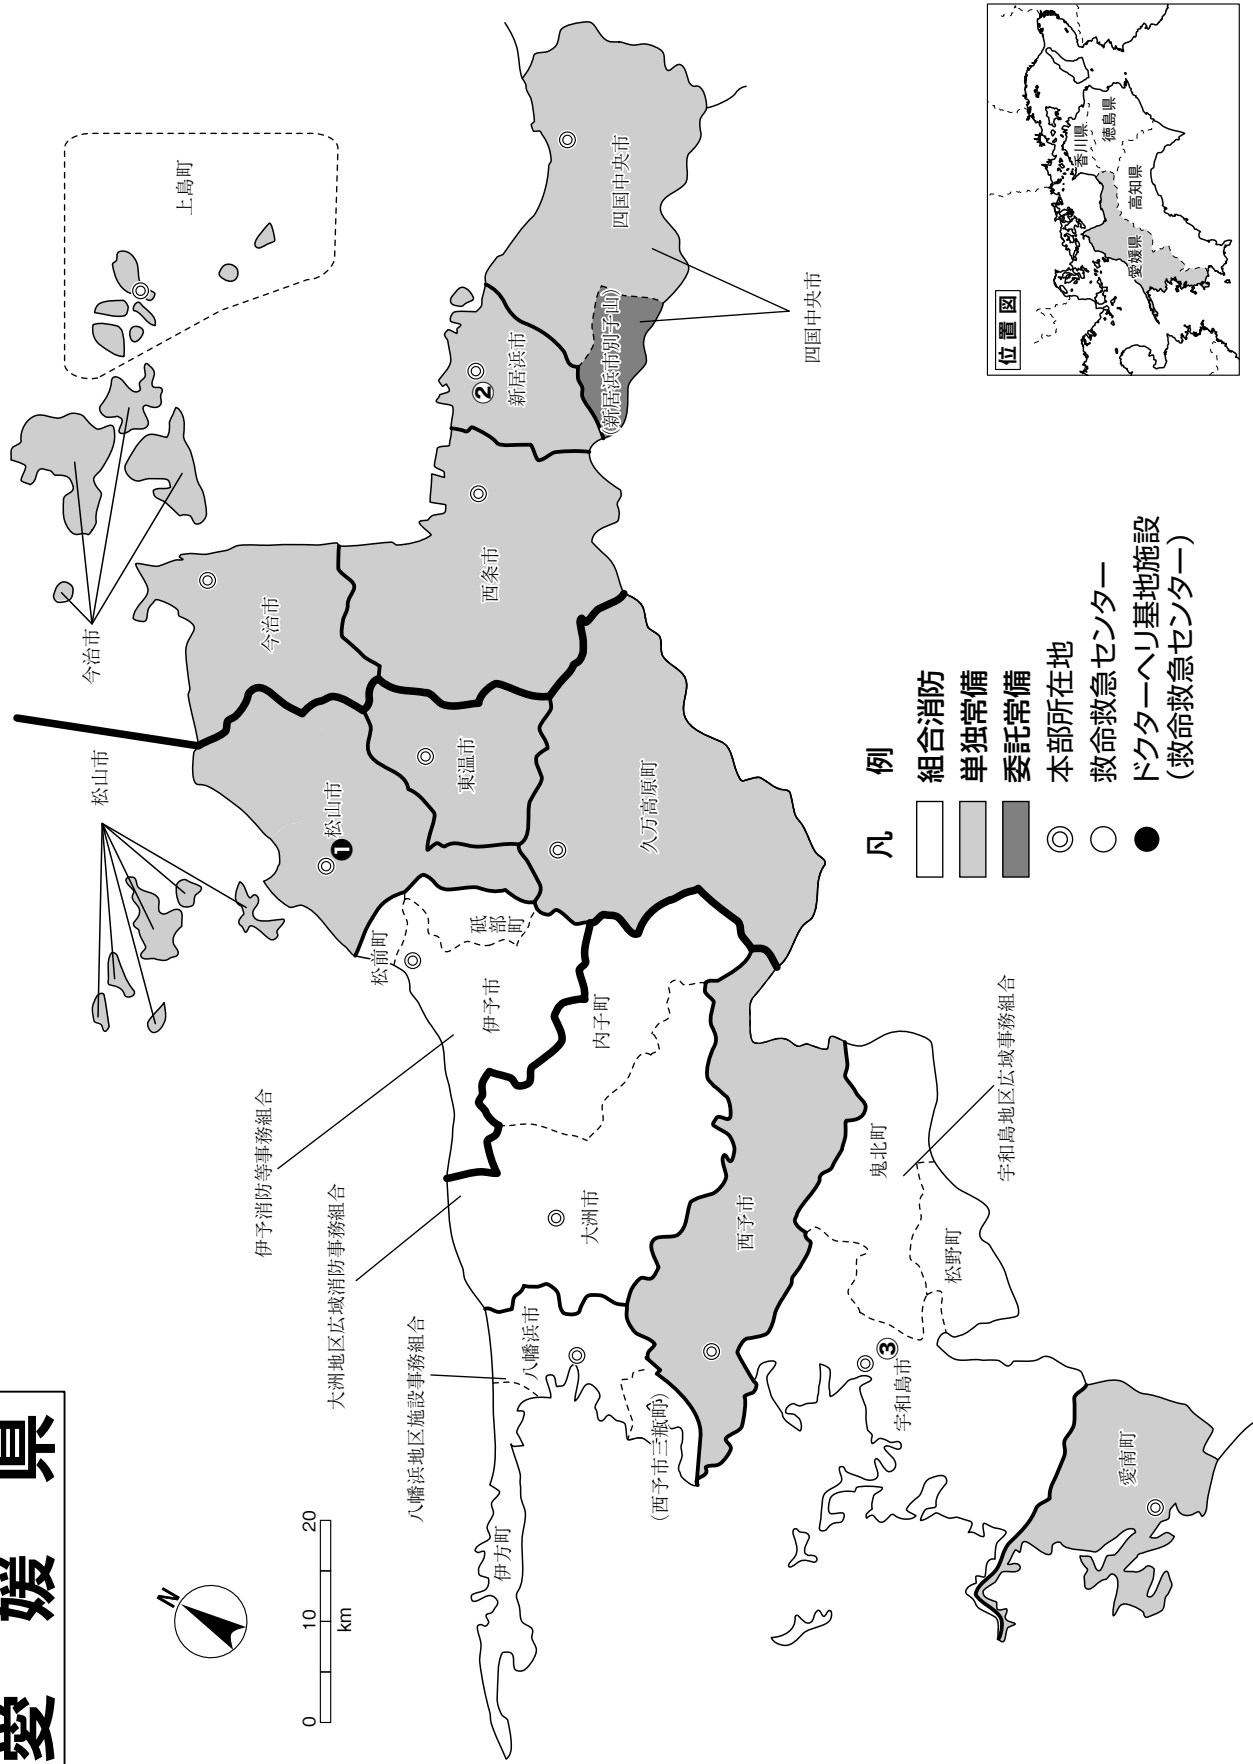 愛媛県
N
0 10 20
km
上島町
今治市
松山市
今治市
松山市
❶
東温市
西条市
新居浜市
②
(新居浜市別子山)
四国中央市
四国中央市
久万高原町
松前町
砥部町
伊予市
内子町
伊予消防等事務組合
大洲地区広域消防事務組合
大洲市
八幡浜地区施設事務組合
八幡浜市
伊方町
(西予市三瓶町)
西予市
鬼北町
松野町
宇和島地区広域事務組合
宇和島市
③
愛南町
凡例
組合消防
単独常備
委託常備
本部所在地
救命救急センター
ドクターヘリ基地施設
(救命救急センター)
位置図
香川県
徳島県
高知県
愛媛県